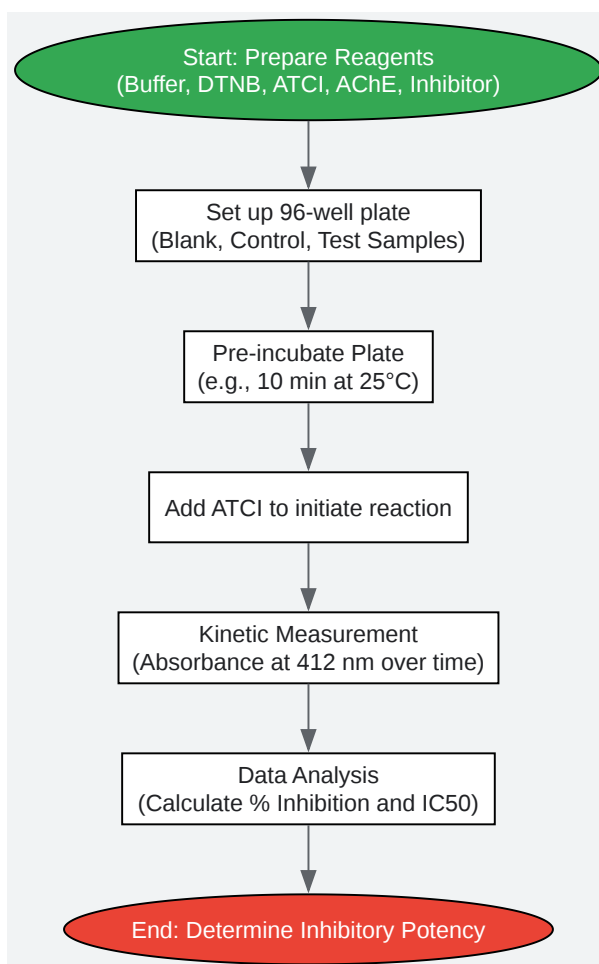 Start: Prepare Reagents
(Buffer, DTNB, ATCI, AChE, Inhibitor)
Set up 96-well plate
(Blank, Control, Test Samples)
Pre-incubate Plate
(e.g., 10 min at 25°C)
Add ATCI to initiate reaction
Kinetic Measurement
(Absorbance at 412 nm over time)
Data Analysis
(Calculate % Inhibition and IC50)
End: Determine Inhibitory Potency